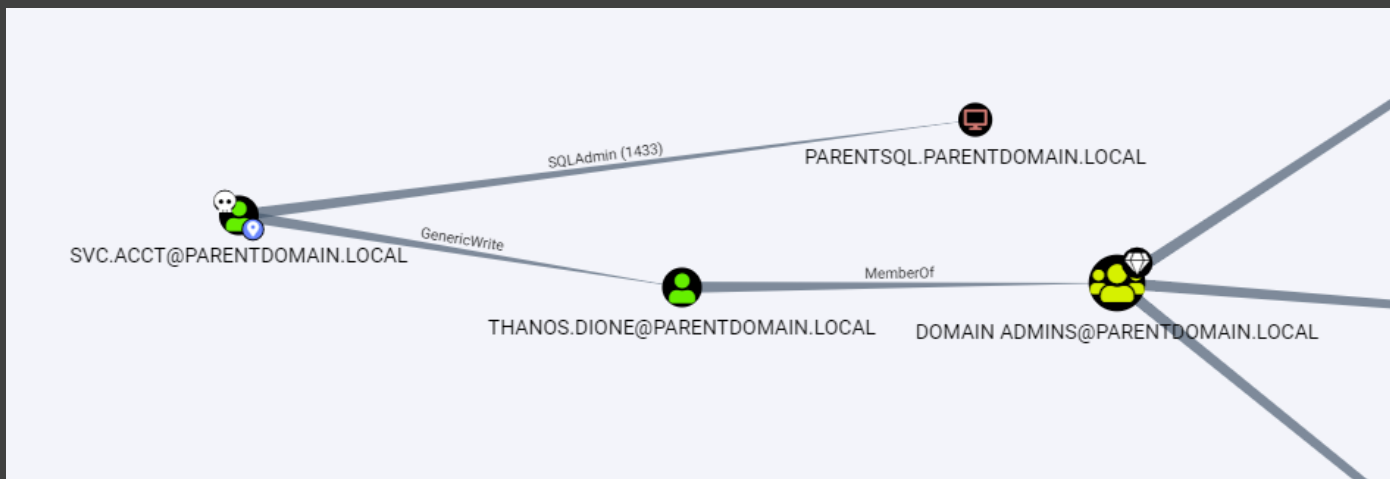 SQLAdmin (1433)
PARENTSQL.PARENTDOMAIN.LOCAL
SVC.ACCT@PARENTDOMAIN.LOCAL
GenericWrite
MemberOf
THANOS.DIONE@PARENTDOMAIN.LOCAL
DOMAIN ADMINS@PARENTDOMAIN.LOCAL